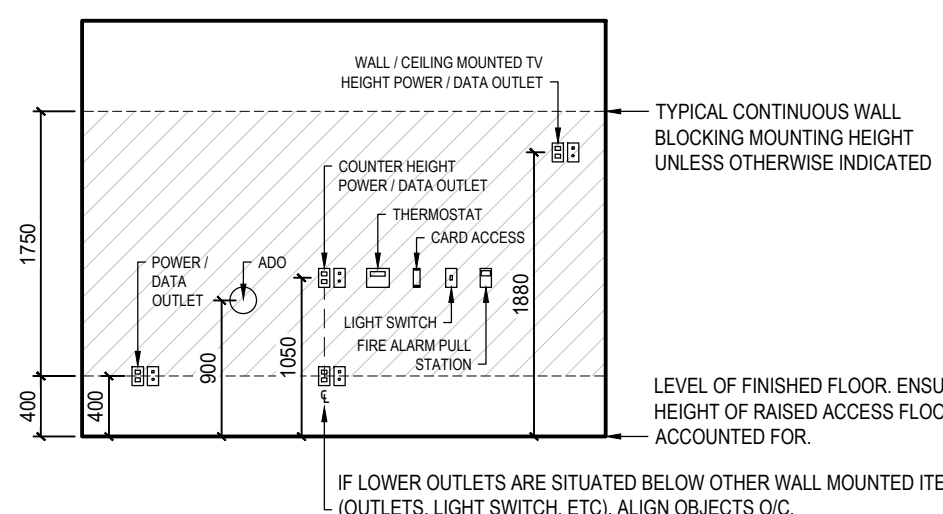 WALL / CEILING MOUNTED TV
HEIGHT POWER / DATA OUTLET
TYPICAL CONTINUOUS WALL
BLOCKING MOUNTING HEIGHT
UNLESS OTHERWISE INDICATED
COUNTER HEIGHT
POWER / DATA OUTLET
THERMOSTAT
CARD ACCESS
POWER /
DATA
OUTLET
ADO
LIGHT SWITCH
FIRE ALARM PULL
STATION
1750
400
400
900
1050
1880
℄
LEVEL OF FINISHED FLOOR. ENSU
HEIGHT OF RAISED ACCESS FLOO
ACCOUNTED FOR.
IF LOWER OUTLETS ARE SITUATED BELOW OTHER WALL MOUNTED ITE
(OUTLETS, LIGHT SWITCH, ETC), ALIGN OBJECTS O/C.